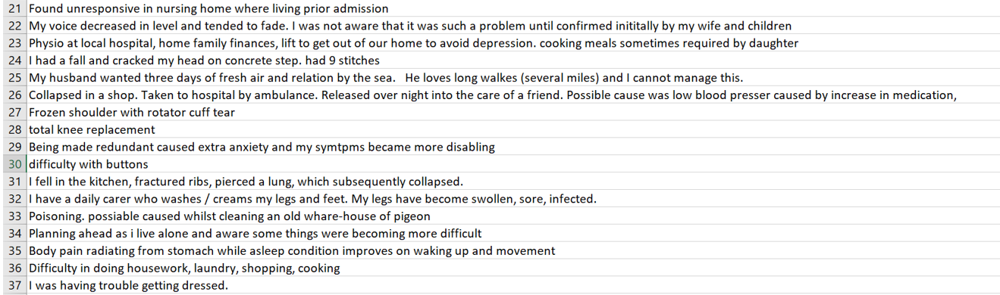 21 Found unresponsive in nursing home where living prior admission
22 My voice decreased in level and tended to fade. I was not aware that it was such a problem until confirmed inititally by my wife and children
23 Physio at local hospital, home family finances, lift to get out of our home to avoid depression. cooking meals sometimes required by daughter
24 I had a fall and cracked my head on concrete step. had 9 stitches
25 My husband wanted three days of fresh air and relation by the sea.   He loves long walkes (several miles) and I cannot manage this.
26 Collapsed in a shop. Taken to hospital by ambulance. Released over night into the care of a friend. Possible cause was low blood presser caused by increase in medication,
27 Frozen shoulder with rotator cuff tear
28 total knee replacement
29 Being made redundant caused extra anxiety and my symtpms became more disabling
30 difficulty with buttons
31 I fell in the kitchen, fractured ribs, pierced a lung, which subsequently collapsed.
32 I have a daily carer who washes / creams my legs and feet. My legs have become swollen, sore, infected.
33 Poisoning. possiable caused whilst cleaning an old whare-house of pigeon
34 Planning ahead as i live alone and aware some things were becoming more difficult
35 Body pain radiating from stomach while asleep condition improves on waking up and movement
36 Difficulty in doing housework, laundry, shopping, cooking
37 I was having trouble getting dressed.